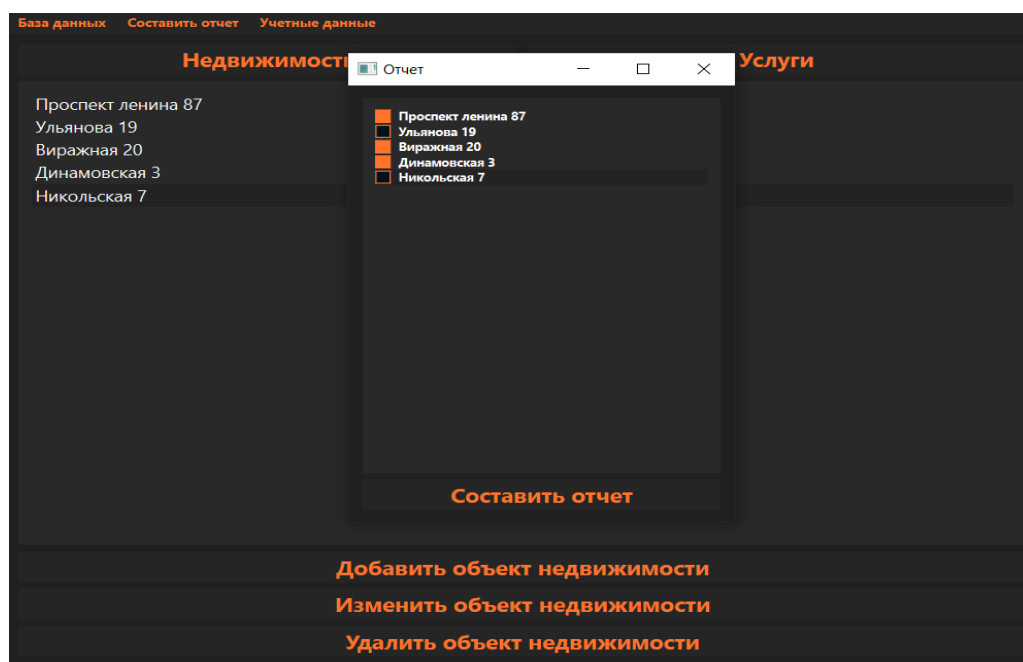 База данных Составить отчет Учетные данные
Недвижимость Услуги
Проспект ленина 87
Ульянова 19
Виражная 20
Динамовская 3
Никольская 7
Отчет
Проспект ленина 87
Ульянова 19
Виражная 20
Динамовская 3
Никольская 7
Составить отчет
Добавить объект недвижимости
Изменить объект недвижимости
Удалить объект недвижимости